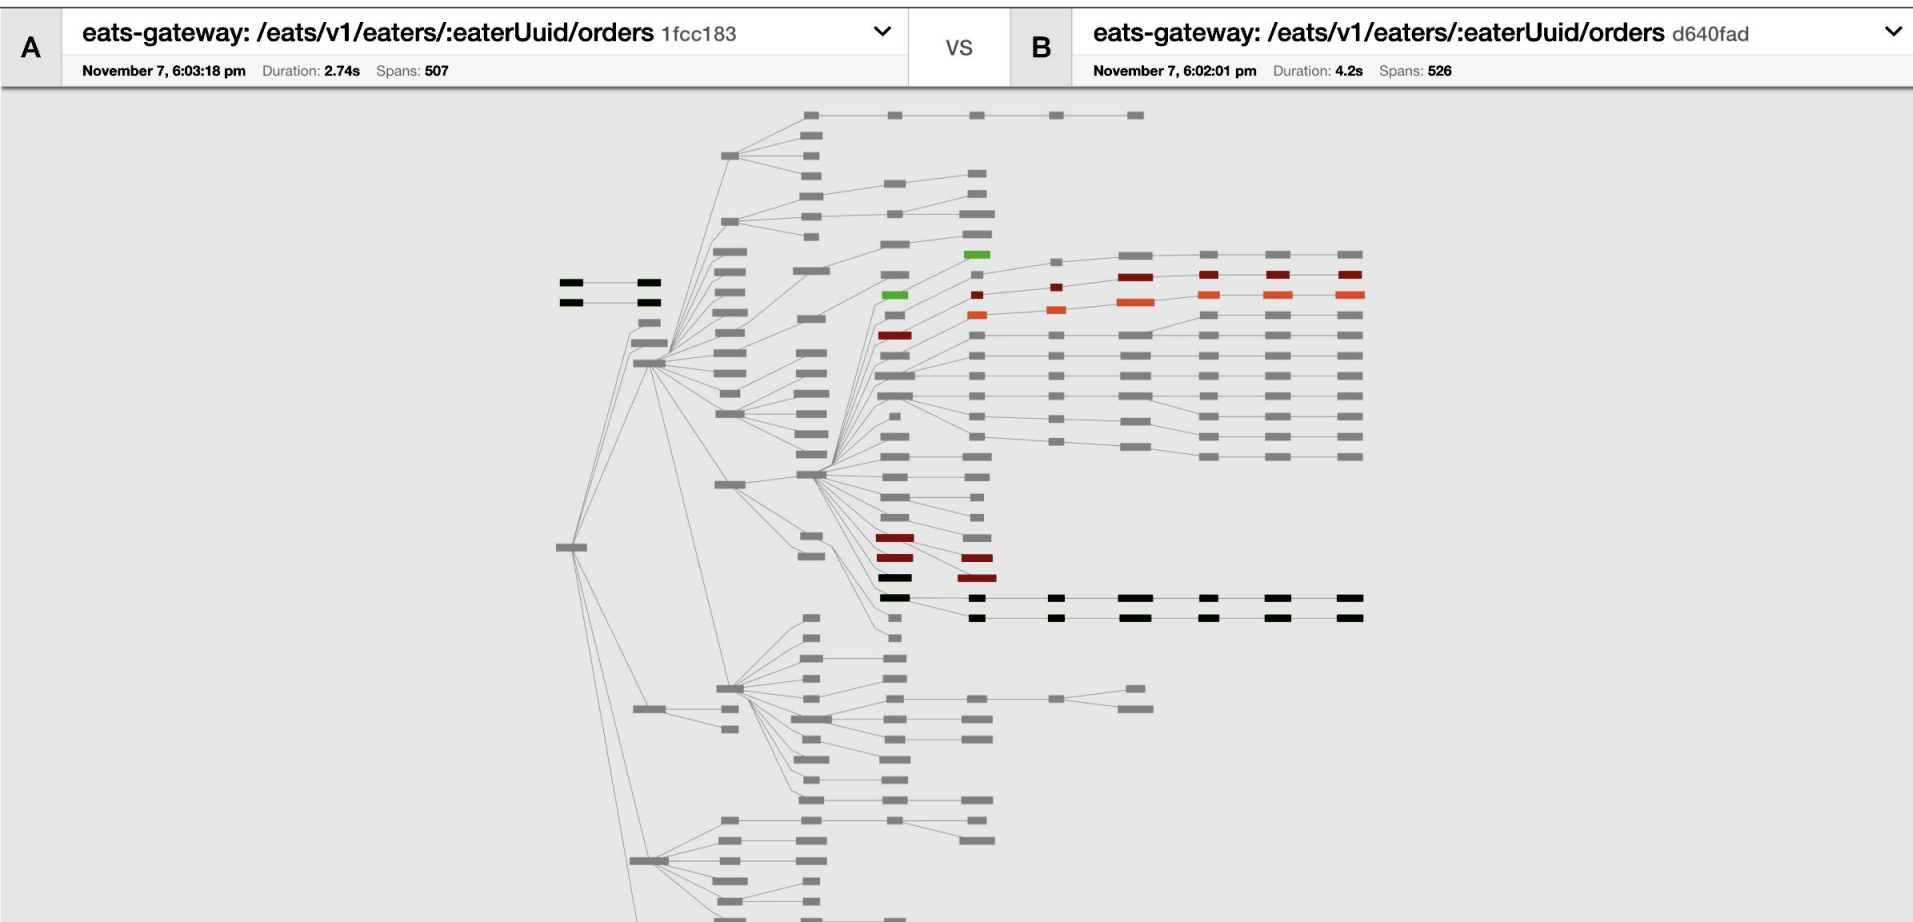 A
eats-gateway: /eats/v1/eaters/:eaterUuid/orders 1fcc183
November 7, 6:03:18 pm Duration: 2.74s Spans: 507
VS
B
eats-gateway: /eats/v1/eaters/:eaterUuid/orders d640fad
November 7, 6:02:01 pm Duration: 4.2s Spans: 526